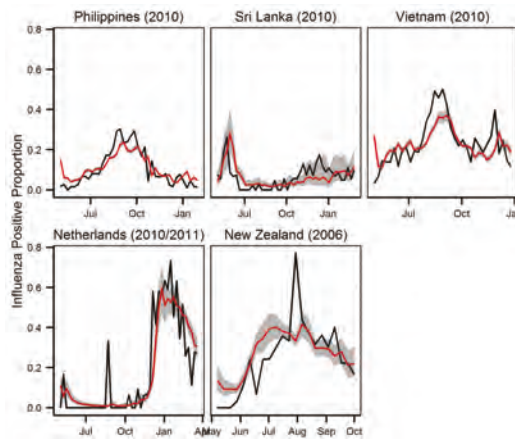 Philippines (2010) Sri Lanka (2010) Vietnam (2010)
0.8
0.6
0.4
0.2
0.0
Jul Oct Jan Jul Oct Jan Jul Oct Jan
Influenza Positive Proportion
Netherlands (2010/2011) New Zealand (2006)
0.8
0.6
0.4
0.2
0.0
Jul Oct Jan Apr May Jun Jul Aug Sep Oct